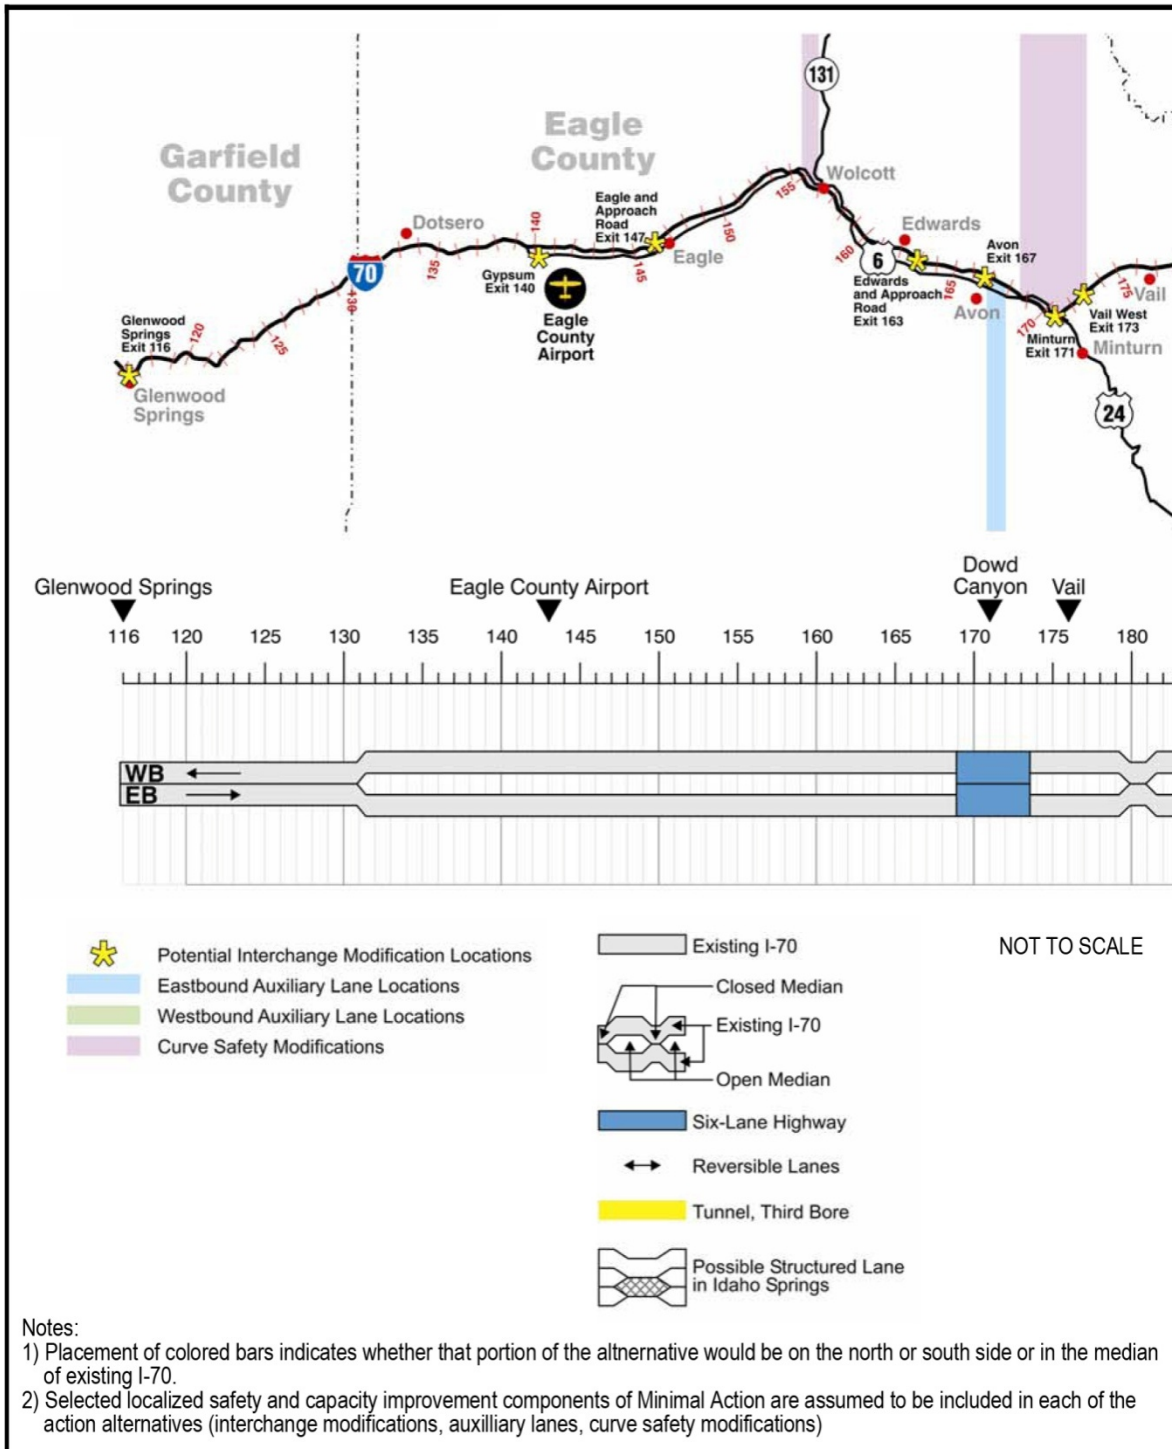 131
Garfield
County
Eagle
County
Wolcott
155
Eagle and
Approach
Road
Exit 147
140
150
Dotsero
Edwards
Avon
Exit 167
160
6
70
135
Gypsum
Exit 140
145
Eagle
Edwards
and Approach
Road
Exit 163
165
Avon
175
Vail
130
Eagle
County
Airport
170
Vail West
Exit 173
Minturn
Exit 171
Minturn
Glenwood
Springs
Exit 116
120
125
Glenwood
Springs
24
Glenwood Springs
Eagle County Airport
Dowd
Canyon
Vail
116 120 125 130 135 140 145 150 155 160 165 170 175 180
WB
EB
Potential Interchange Modification Locations
Eastbound Auxiliary Lane Locations
Westbound Auxiliary Lane Locations
Curve Safety Modifications
Existing I-70
Closed Median
Existing I-70
Open Median
Six-Lane Highway
Reversible Lanes
Tunnel, Third Bore
Possible Structured Lane
in Idaho Springs
NOT TO SCALE
Notes:
1) Placement of colored bars indicates whether that portion of the altnernative would be on the north or south side or in the median
of existing I-70.
2) Selected localized safety and capacity improvement components of Minimal Action are assumed to be included in each of the
action alternatives (interchange modifications, auxilliary lanes, curve safety modifications)